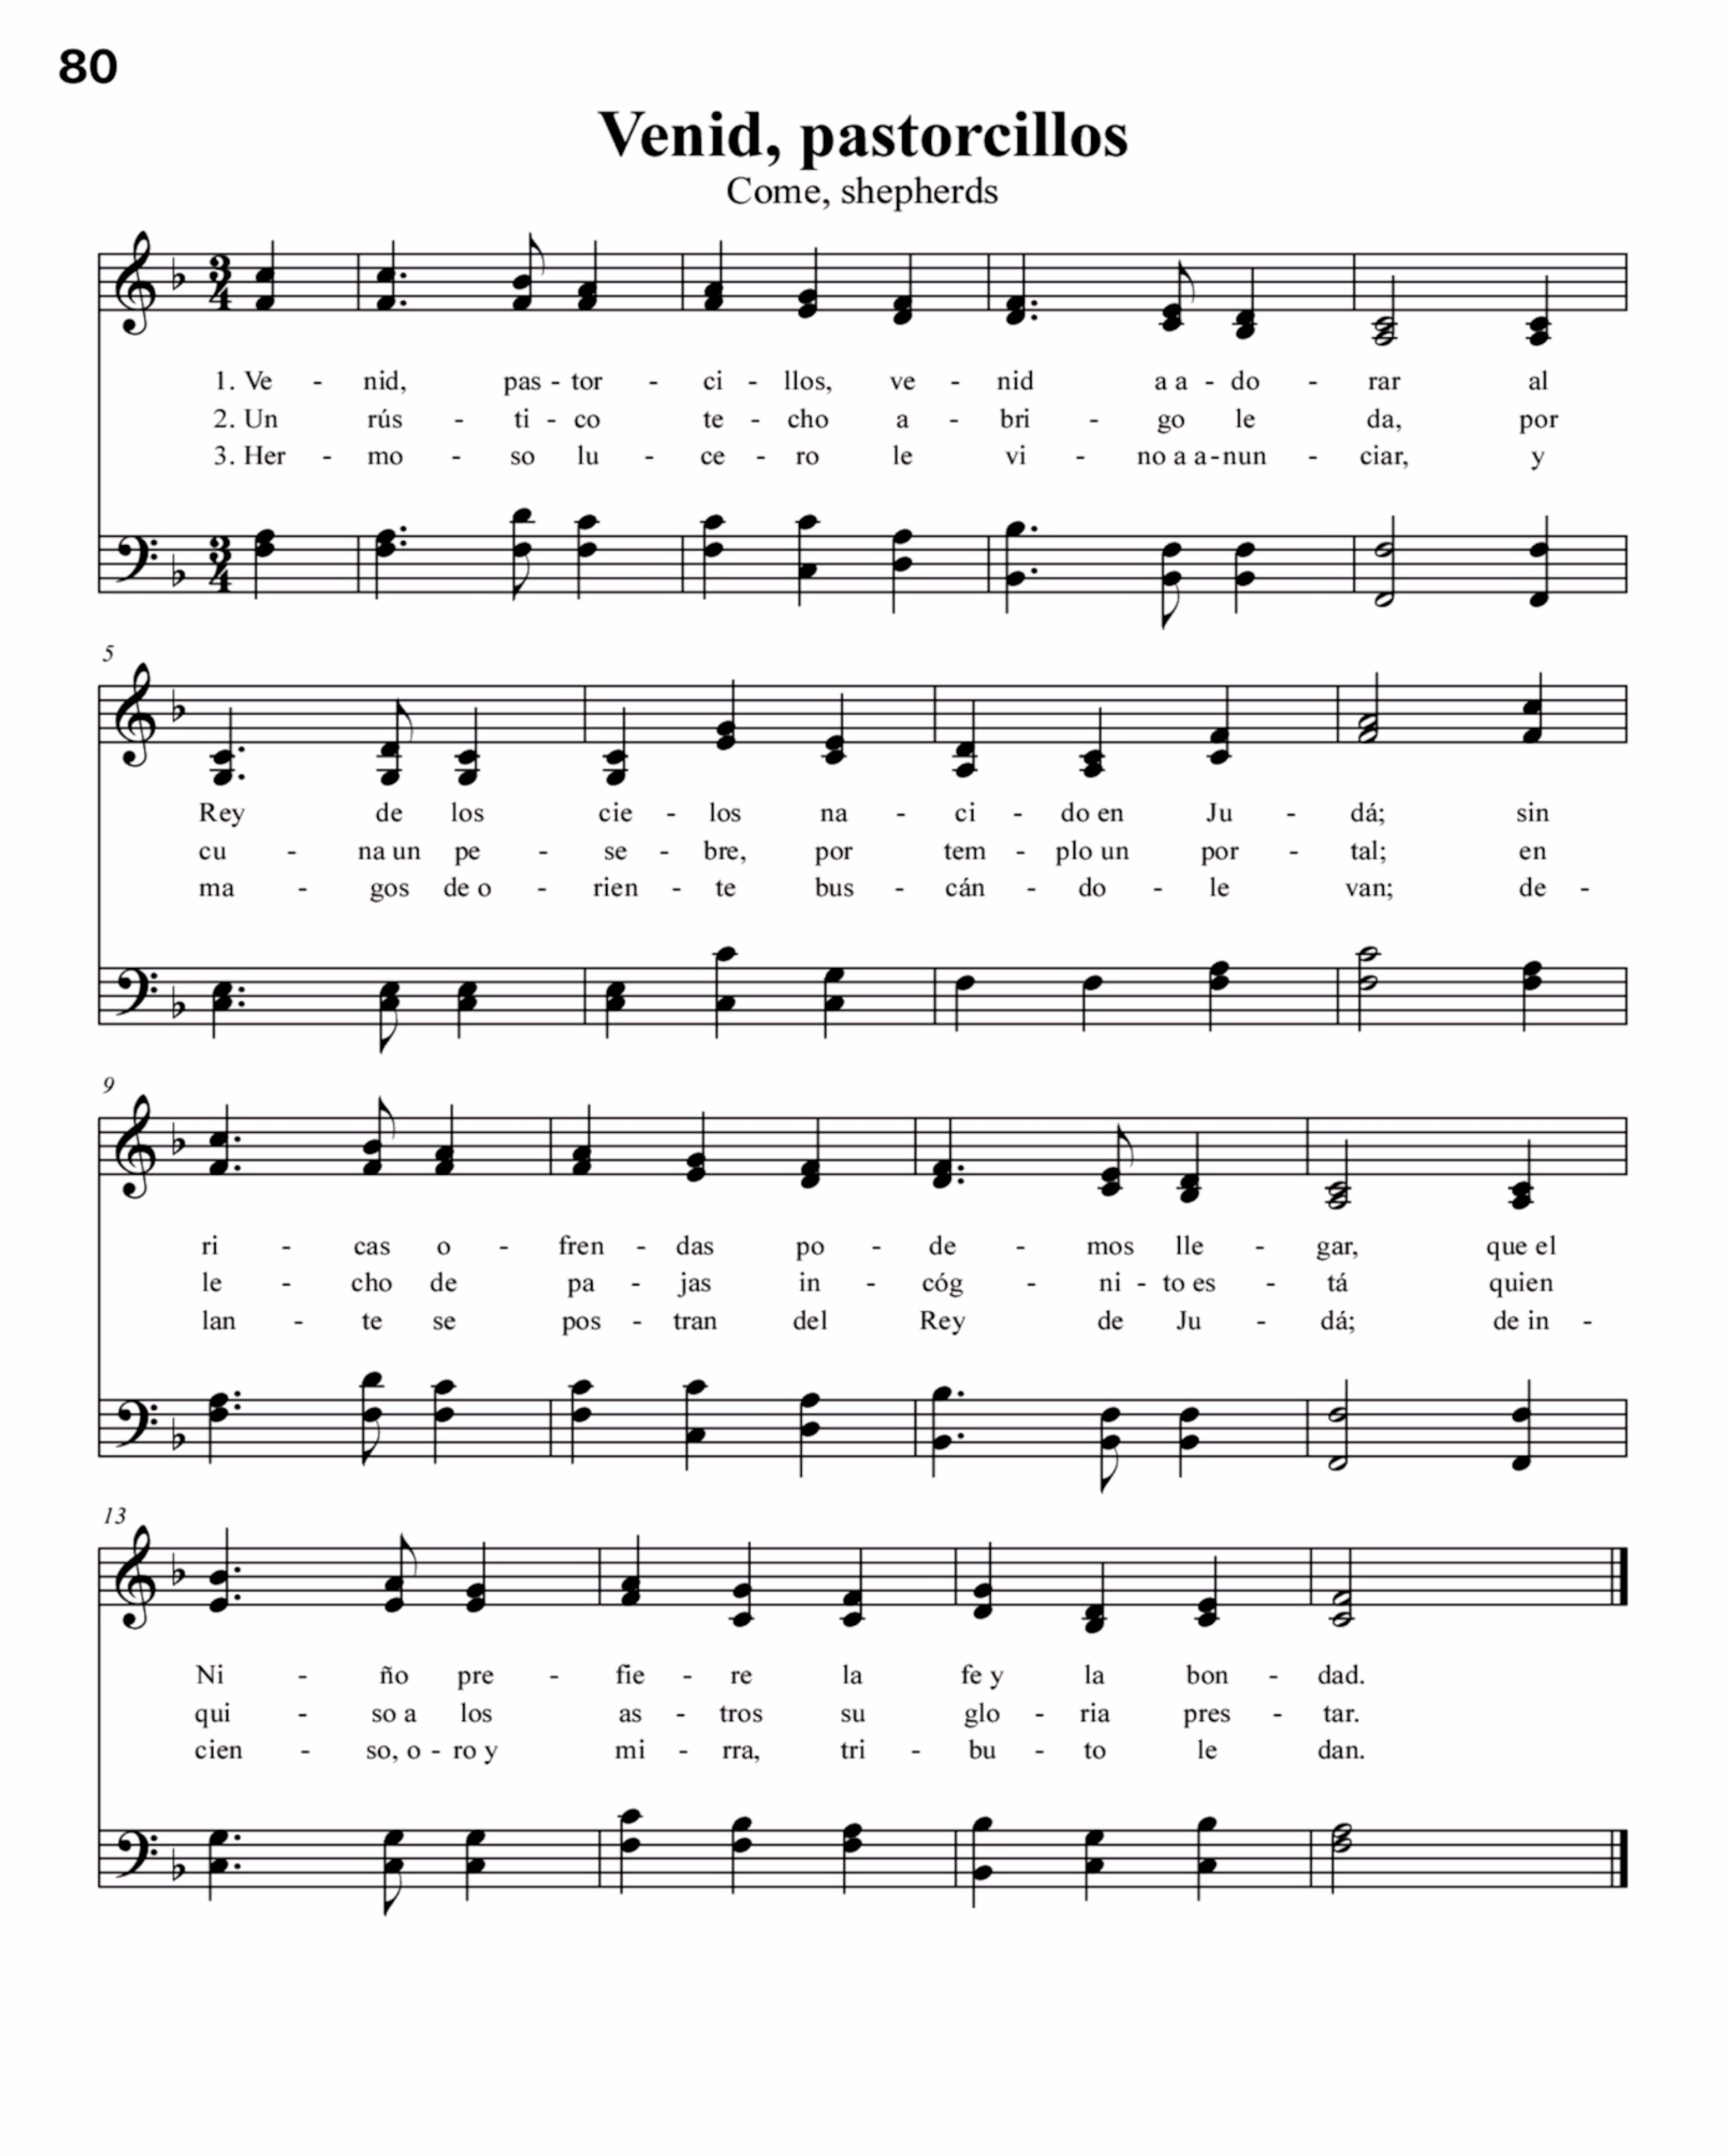 80
Venid, pastorcillos
Come, shepherds
3 4
1. Ve - nid, pas - tor - ci - llos, ve - nid a a - do - rar al
2. Un rús - ti - co te - cho a - bri - go le da, por
3. Her - mo - so lu - ce - ro le vi - no a a - nun - ciar, y
3 4
5
Rey de los cie - los na - ci - do en Ju - dá; sin
cu - na un pe - se - bre, por tem - plo un por - tal; en
ma - gos de o - rien - te bus - cán - do - le van; de -
9
ri - cas o - fren - das po - de - mos lle - gar, que el
le - cho de pa - jas in - cóg - ni - to es - tá quien
lan - te se pos - tran del Rey de Ju - dá; de in -
13
Ni - ño pre - fie - re la fe y la bon - dad.
qui - so a los as - tros su glo - ria pres - tar.
cien - so, o - ro y mi - rra, tri - bu - to le dan.